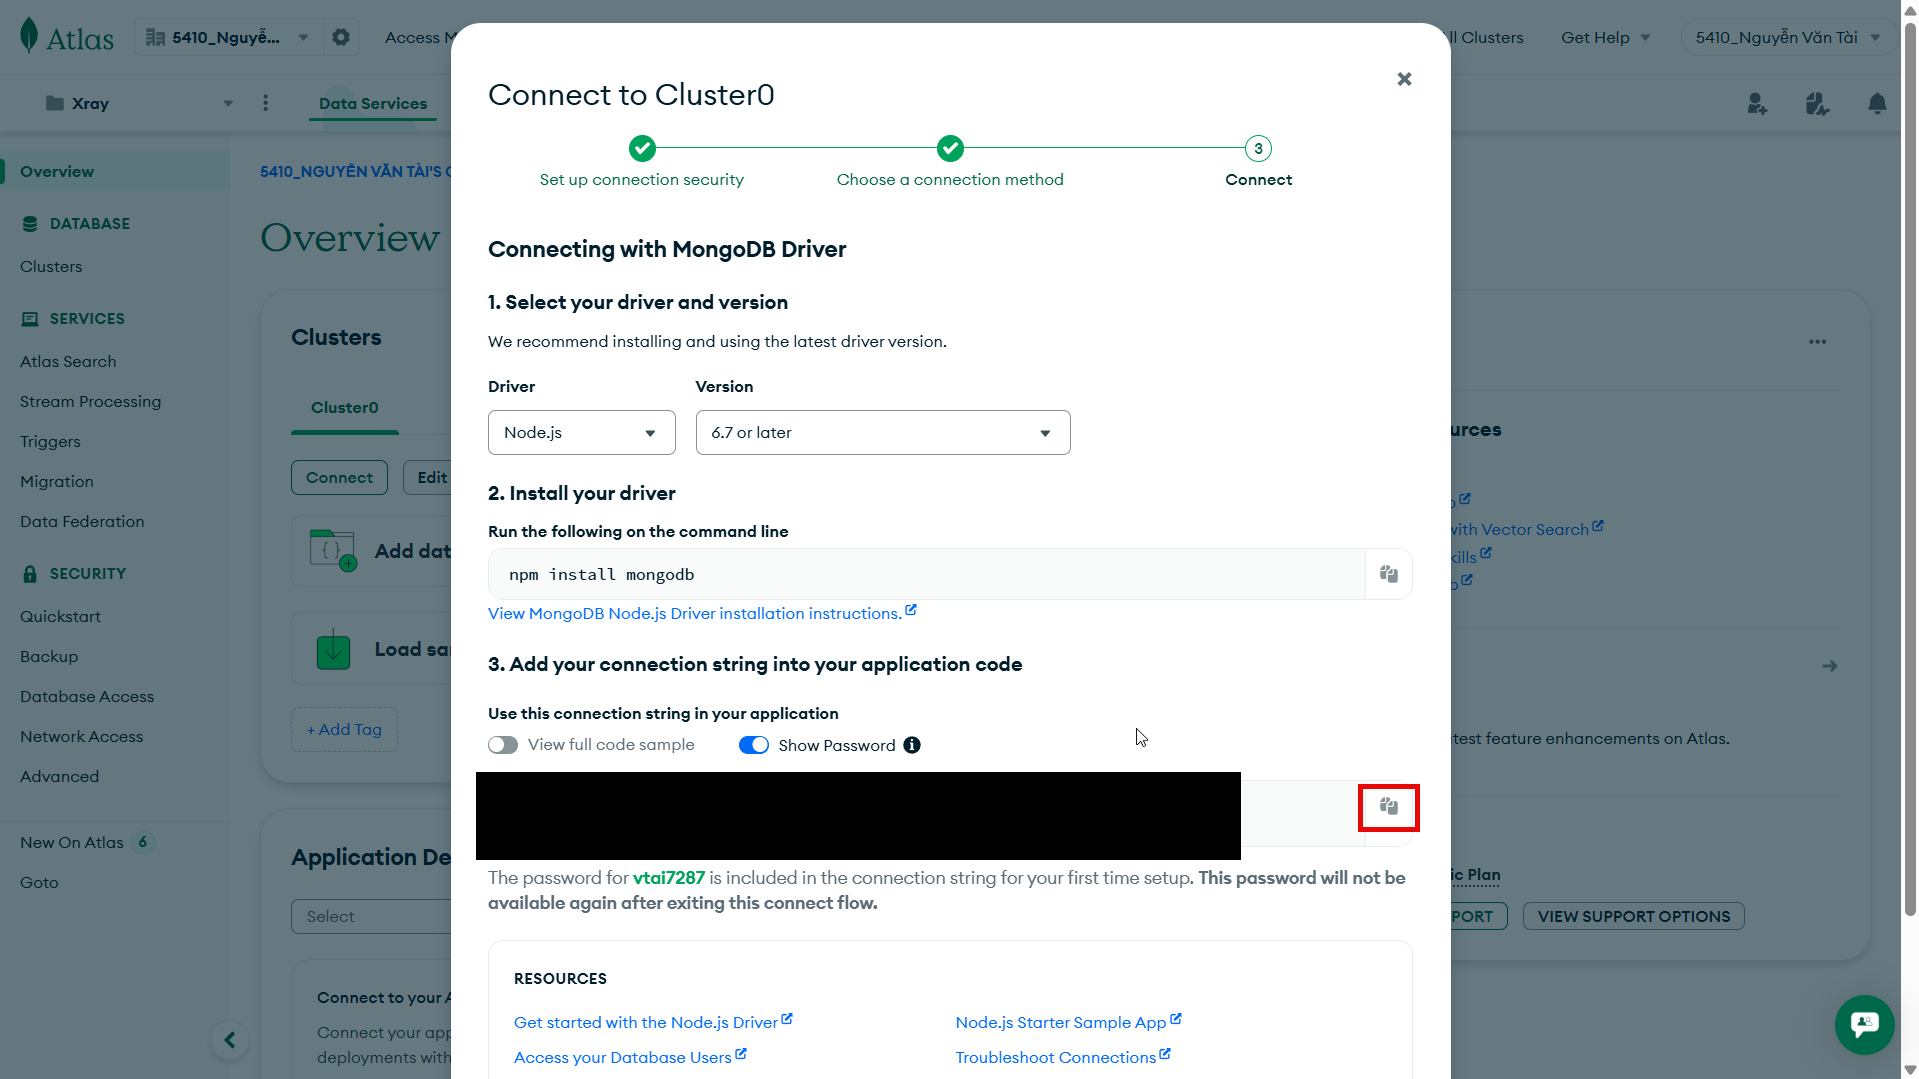 Atlas
5410_Nguyễ...
Access M
ll Clusters
Get Help
5410_Nguyễn Văn Tài
Xray
Data Services
Overview
DATABASE
Clusters
SERVICES
Atlas Search
Stream Processing
Triggers
Migration
Data Federation
SECURITY
Quickstart
Backup
Database Access
Network Access
Advanced
New On Atlas 6
Goto
5410_NGUYỄN VĂN TÀI'S
Overview
Clusters
Cluster0
Connect
Edit
Add dat
Load sa
+ Add Tag
Application De
Select
Connect to your A
Connect your app
deployments with
Connect to Cluster0
Set up connection security
Choose a connection method
3
Connect
Connecting with MongoDB Driver
1. Select your driver and version
We recommend installing and using the latest driver version.
Driver
Version
Node.js
6.7 or later
2. Install your driver
Run the following on the command line
npm install mongodb
View MongoDB Node.js Driver installation instructions.
3. Add your connection string into your application code
Use this connection string in your application
View full code sample
Show Password
The password for vtai7287 is included in the connection string for your first time setup. This password will not be
available again after exiting this connect flow.
RESOURCES
Get started with the Node.js Driver
Node.js Starter Sample App
Access your Database Users
Troubleshoot Connections
urces
with Vector Search
kills
test feature enhancements on Atlas.
ic Plan
PORT
VIEW SUPPORT OPTIONS